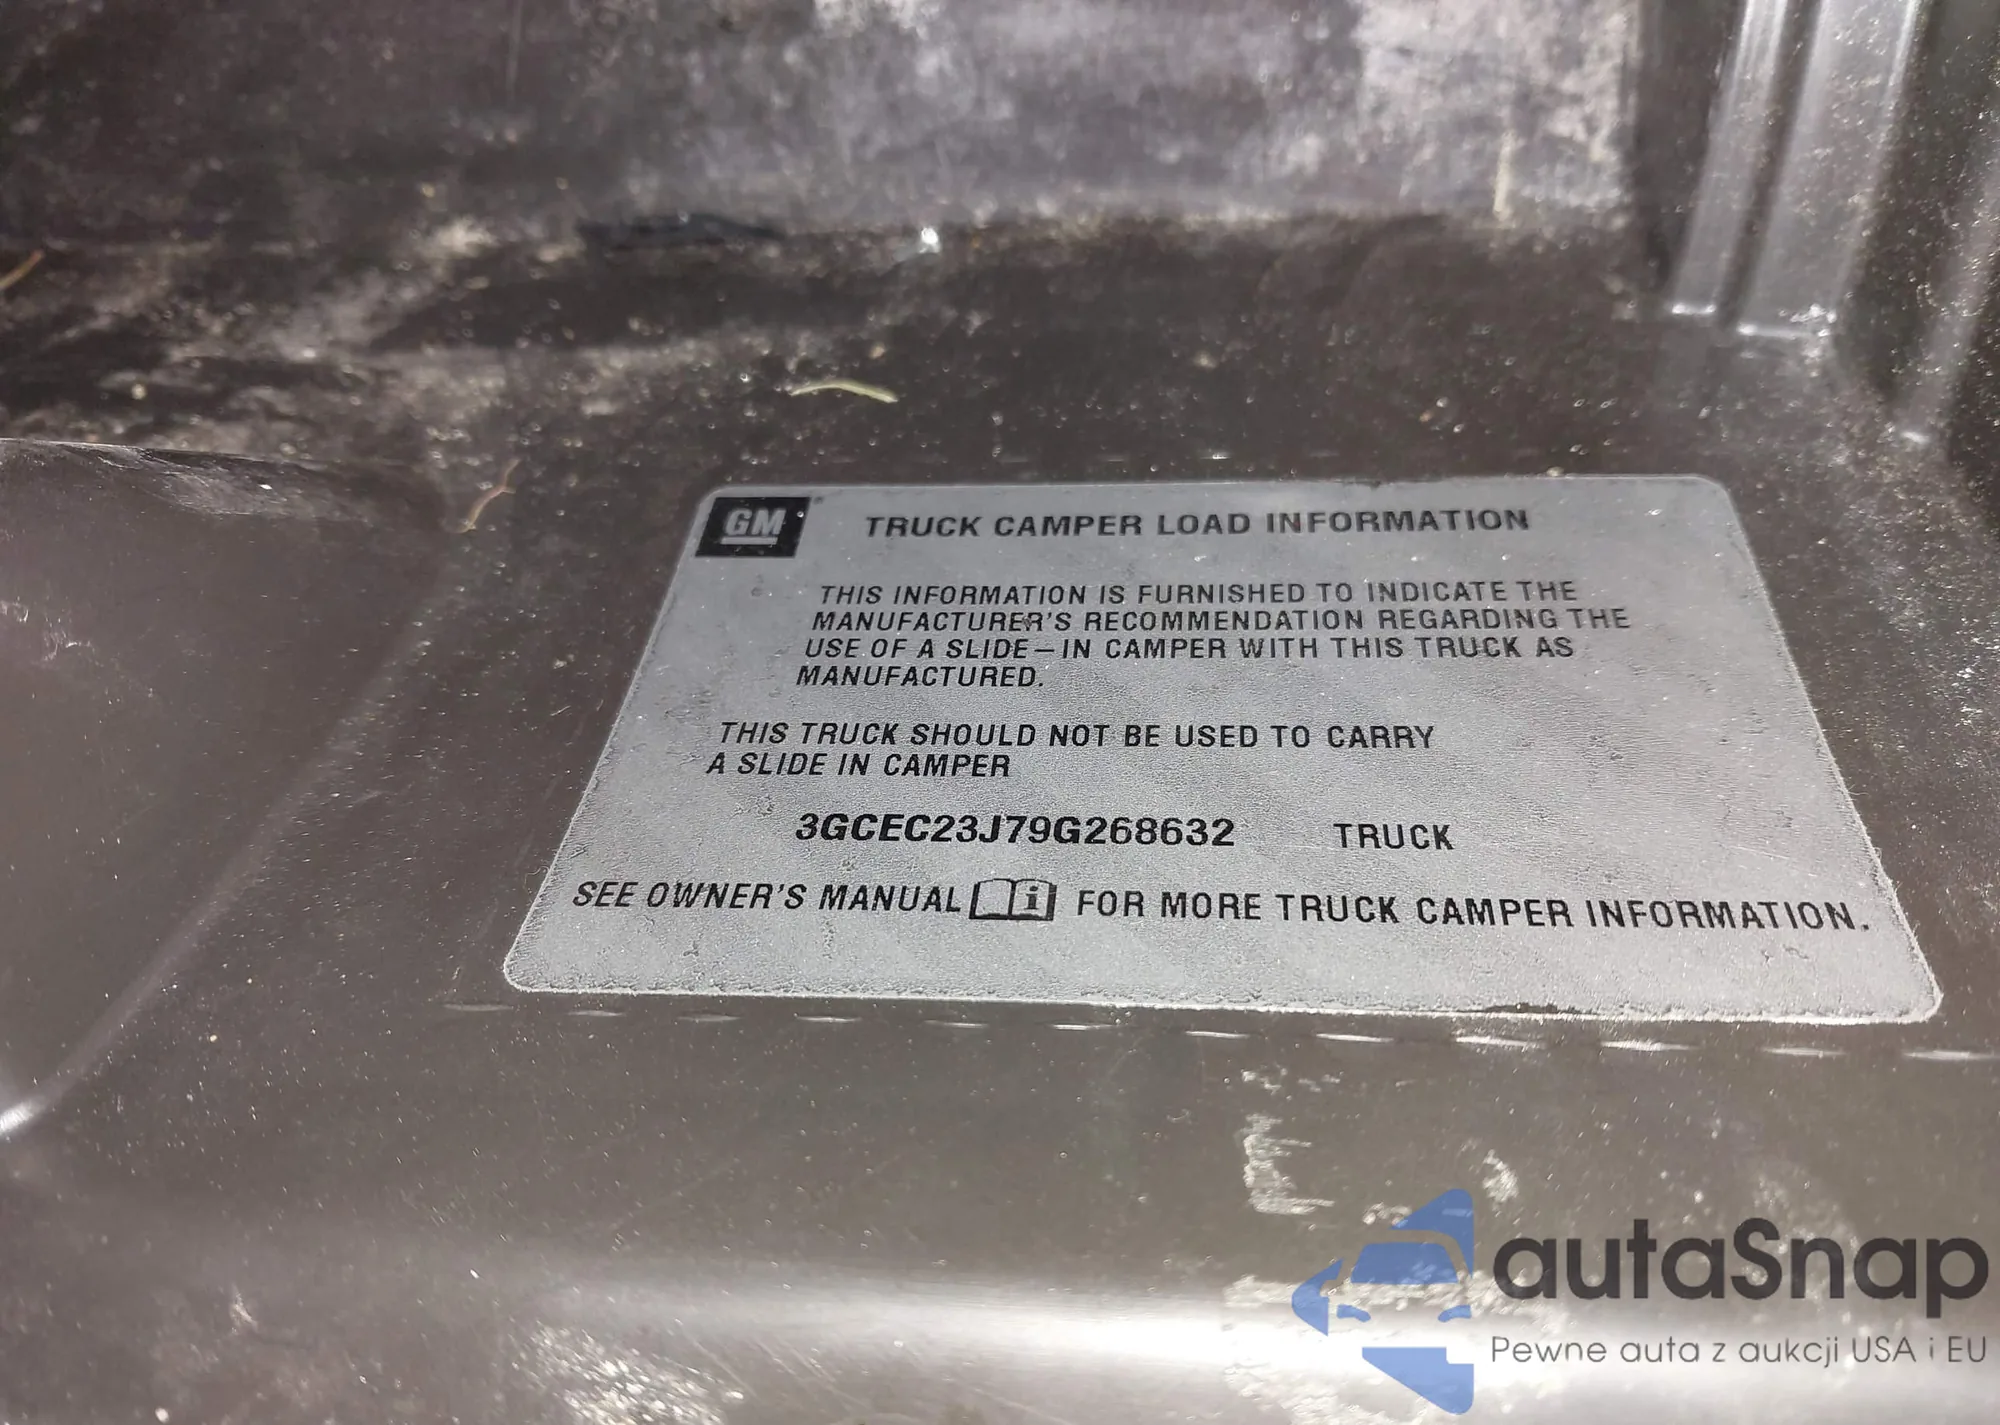 GM
TRUCK CAMPER LOAD INFORMATION
THIS INFORMATION IS FURNISHED TO INDICATE THE
MANUFACTURER'S RECOMMENDATION REGARDING THE
USE OF A SLIDE–IN CAMPER WITH THIS TRUCK AS
MANUFACTURED.
THIS TRUCK SHOULD NOT BE USED TO CARRY
A SLIDE IN CAMPER
3GCEC23J79G268632 TRUCK
SEE OWNER'S MANUAL i FOR MORE TRUCK CAMPER INFORMATION.
autaSnap
Pewne auta z aukcji USA i EU